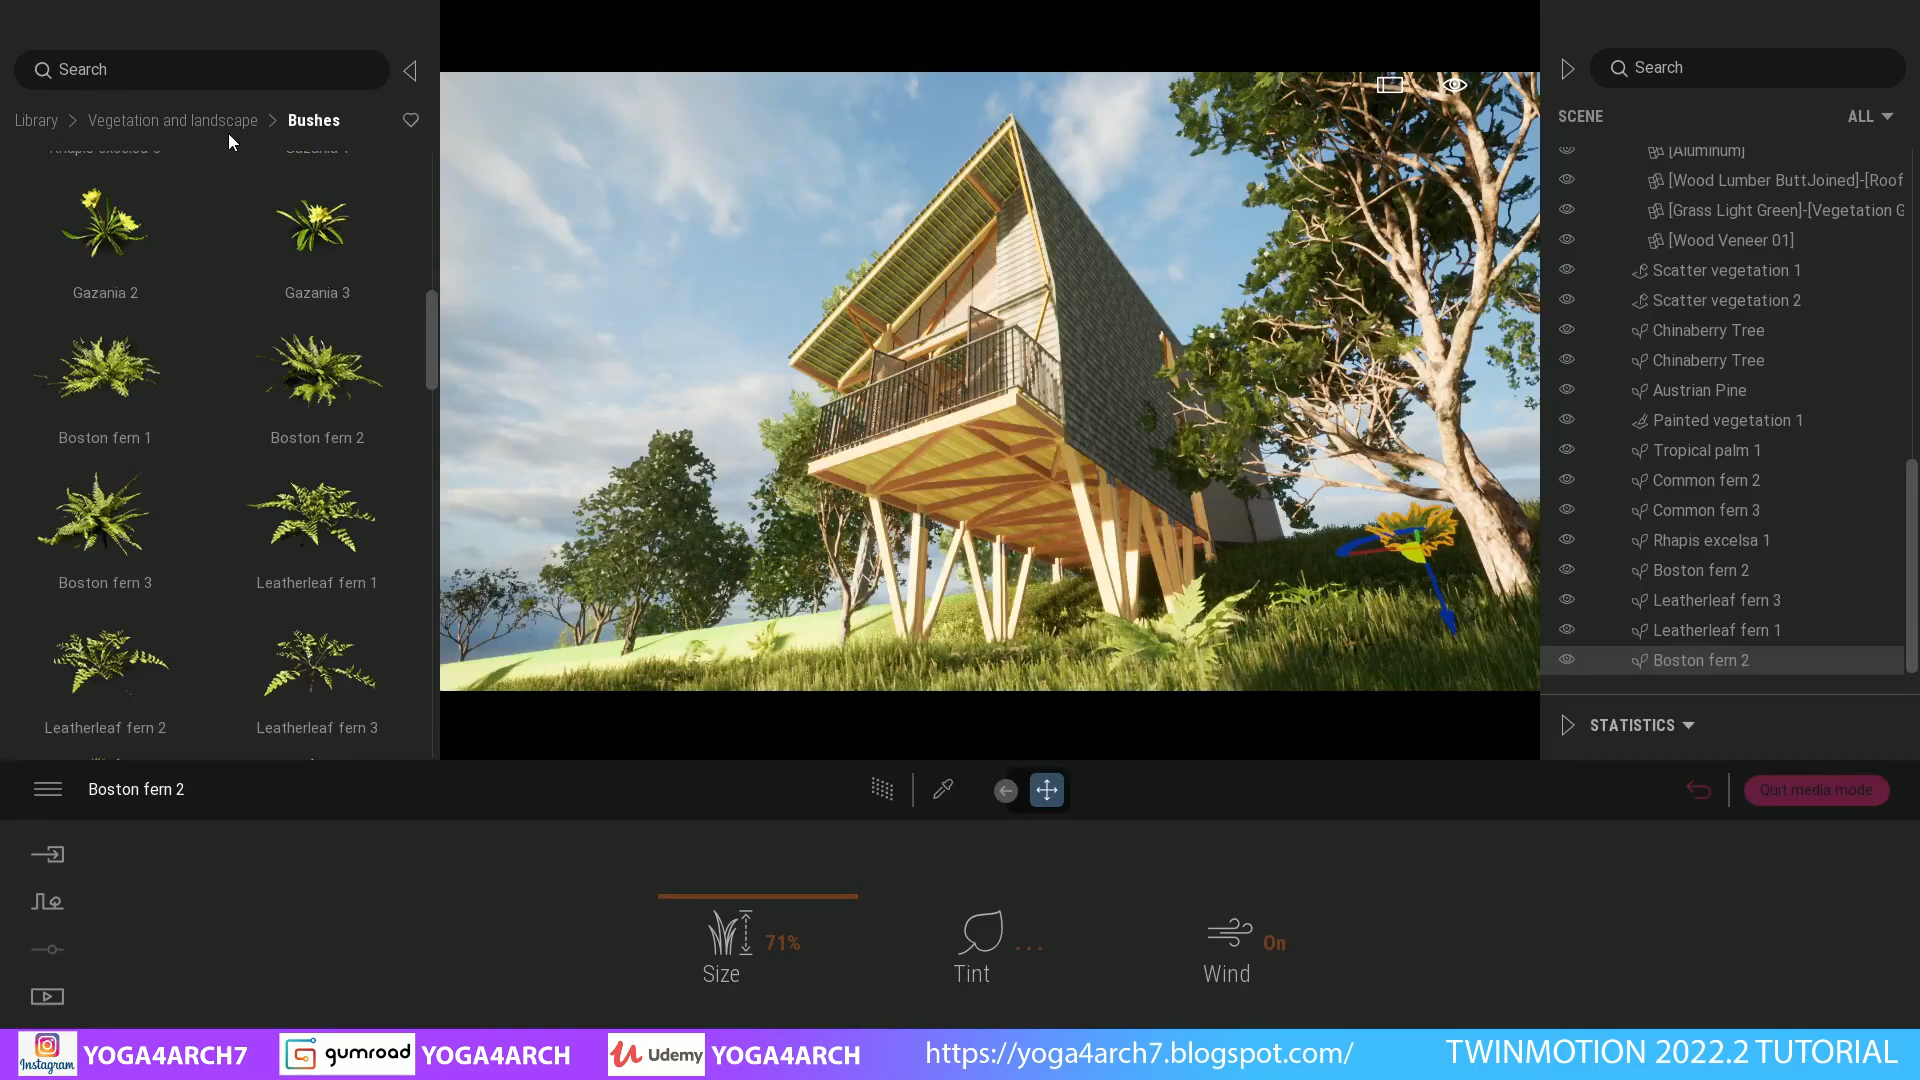 Search
Library > Vegetation and landscape > Bushes
Gazania 2
Gazania 3
Boston fern 1
Boston fern 2
Boston fern 3
Leatherleaf fern 1
Leatherleaf fern 2
Leatherleaf fern 3
Search
SCENE
ALL
[Aluminum]
[Wood Lumber ButtJoined]-[Roof
[Grass Light Green]-[Vegetation G
[Wood Veneer 01]
Scatter vegetation 1
Scatter vegetation 2
Chinaberry Tree
Chinaberry Tree
Austrian Pine
Painted vegetation 1
Tropical palm 1
Common fern 2
Common fern 3
Rhapis excelsa 1
Boston fern 2
Leatherleaf fern 3
Leatherleaf fern 1
Boston fern 2
STATISTICS
Boston fern 2
Quit media mode
71%
Size
...
Tint
On
Wind
Instagram YOGA4ARCH7
gumroad YOGA4ARCH
Udemy YOGA4ARCH
https://yoga4arch7.blogspot.com/
TWINMOTION 2022.2 TUTORIAL